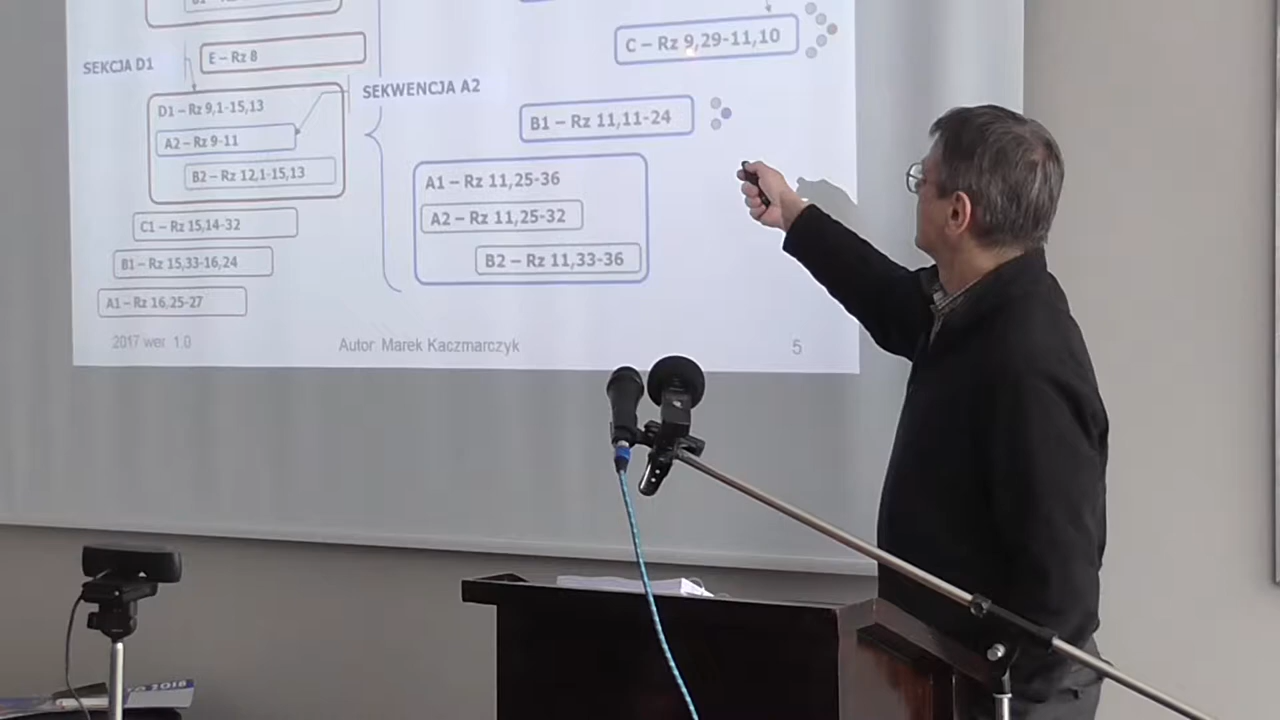 E – Rz 8
SEKCJA D1
D1 – Rz 9,1-15,13
A2 – Rz 9-11
B2 – Rz 12,1-15,13
C1 – Rz 15,14-32
B1 – Rz 15,33-16,24
A1 – Rz 16,25-27
SEKWENCJA A2
C – Rz 9,29-11,10
B1 – Rz 11,11-24
A1 – Rz 11,25-36
A2 – Rz 11,25-32
B2 – Rz 11,33-36
2017 wer. 1.0
Autor: Marek Kaczmarczyk
5
2018